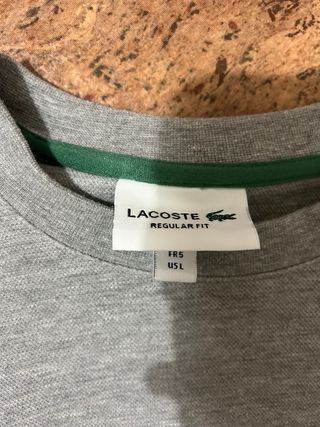 LACOSTE
REGULAR FIT
FR5
US L